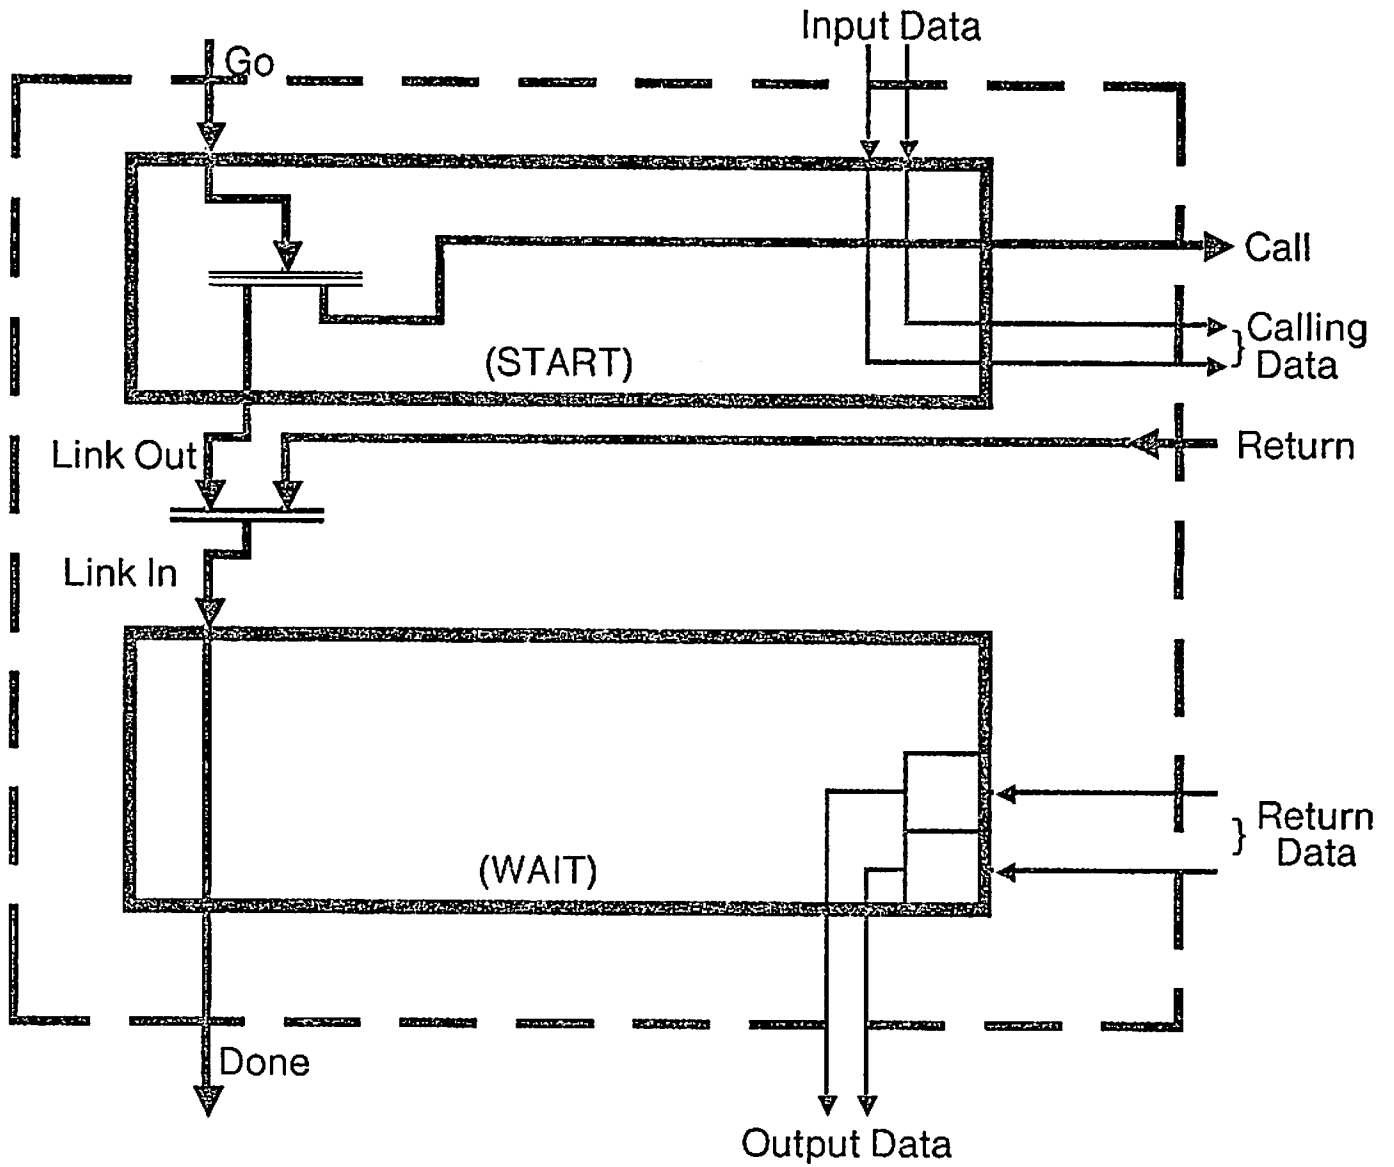 Go
Input Data
Call
Calling
Data
(START)
Link Out
Return
Link In
Return
Data
(WAIT)
Done
Output Data